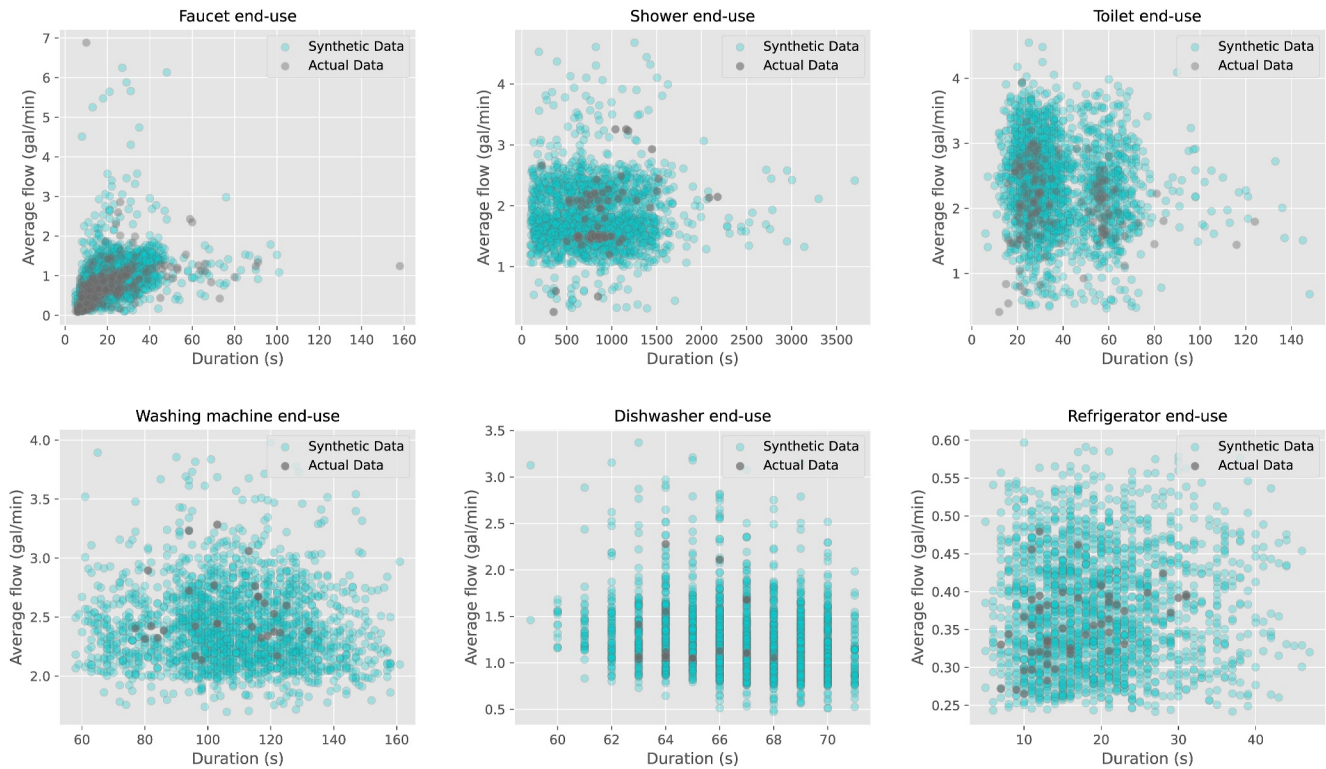 Faucet end-use
Synthetic Data
Actual Data
Average flow (gal/min)
7
6
5
4
3
2
1
0
0 20 40 60 80 100 120 140 160
Duration (s)
Shower end-use
Synthetic Data
Actual Data
Average flow (gal/min)
4
3
2
1
0 500 1000 1500 2000 2500 3000 3500
Duration (s)
Toilet end-use
Synthetic Data
Actual Data
Average flow (gal/min)
4
3
2
1
0 20 40 60 80 100 120 140
Duration (s)
Washing machine end-use
Synthetic Data
Actual Data
Average flow (gal/min)
4.0
3.5
3.0
2.5
2.0
60 80 100 120 140 160
Duration (s)
Dishwasher end-use
Synthetic Data
Actual Data
Average flow (gal/min)
3.5
3.0
2.5
2.0
1.5
1.0
0.5
60 62 64 66 68 70
Duration (s)
Refrigerator end-use
Synthetic Data
Actual Data
Average flow (gal/min)
0.60
0.55
0.50
0.45
0.40
0.35
0.30
0.25
10 20 30 40
Duration (s)